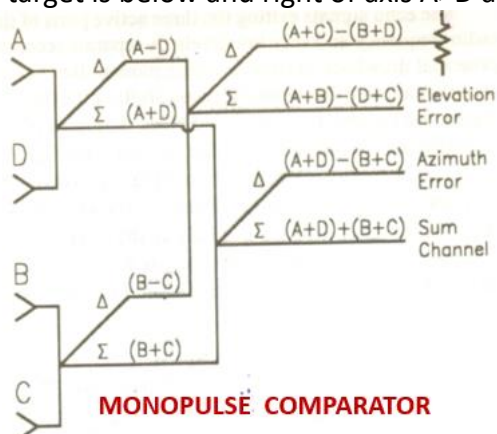 target is below and right of axis A
A
(A−D)
Δ
(A+C)−(B+D)
Δ
Σ (A+D)
Σ (A+B)−(D+C) Elevation
Error
D
(A+D)−(B+C) Azimuth
Error
Δ
Σ (A+D)+(B+C) Sum
Channel
B
(B−C)
Δ
Σ (B+C)
C
MONOPULSE COMPARATOR